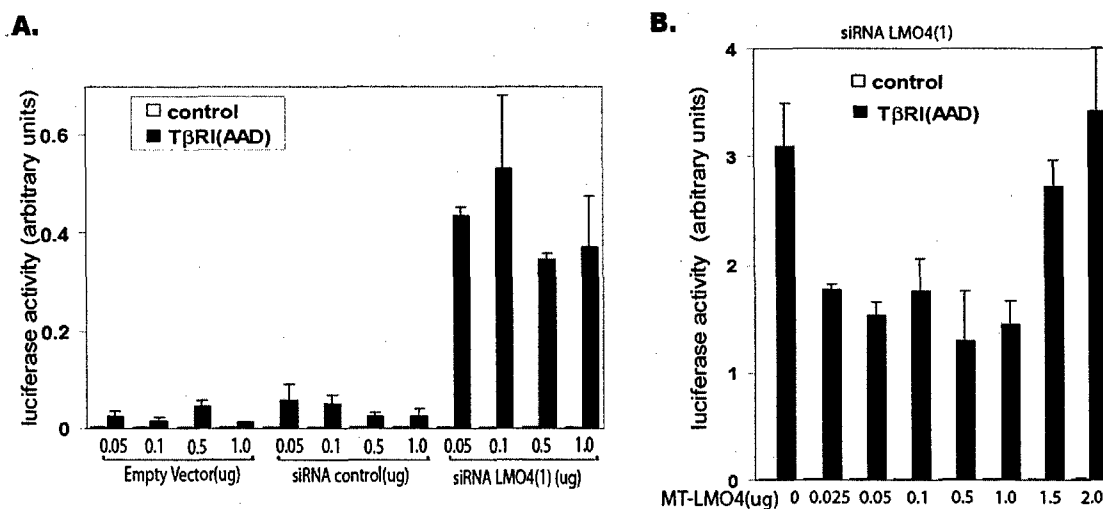 A.
luciferase activity (arbitrary units)
0.6
0.4
0.2
0
control
TβRI(AAD)
0.05 0.1 0.5 1.0 0.05 0.1 0.5 1.0 0.05 0.1 0.5 1.0
Empty Vector(ug) siRNA control(ug) siRNA LMO4(1) (ug)
B.
siRNA LMO4(1)
luciferase activity (arbitrary units)
4
3
2
1
0
control
TβRI(AAD)
MT-LMO4(ug) 0 0.025 0.05 0.1 0.5 1.0 1.5 2.0